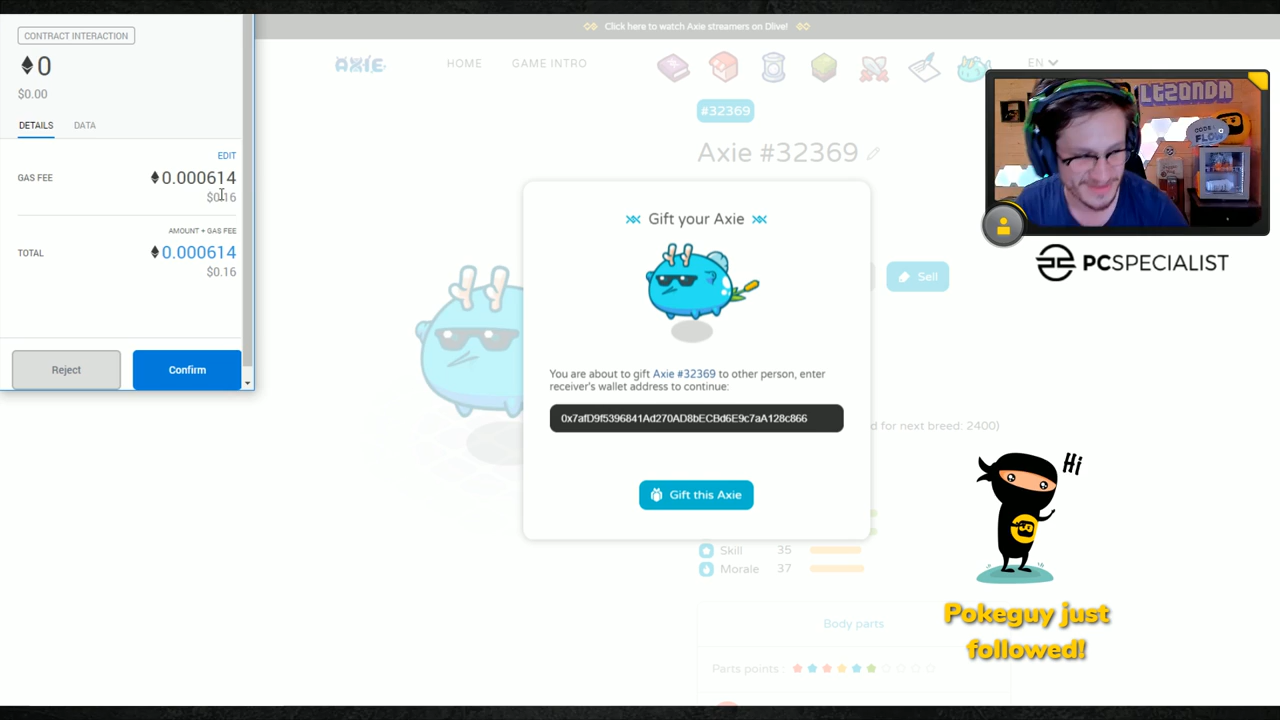 CONTRACT INTERACTION
0
$0.00
DETAILS
DATA
EDIT
GAS FEE
0.000614
$0.16
AMOUNT + GAS FEE
TOTAL
0.000614
$0.16
Reject
Confirm
Click here to watch Axie streamers on Dlive!
AXIE
HOME
GAME INTRO
EN
#32369
Axie #32369
Gift your Axie
You are about to gift Axie #32369 to other person, enter
receiver's wallet address to continue:
0x7afD9f5396841Ad270AD8bECBd6E9c7aA128c866
Gift this Axie
Sell
d for next breed: 2400)
Skill 35
Morale 37
Body parts
Parts points :
LTZONDA
CODE
FLOW
PCSPECIALIST
Hi
Pokeguy just
followed!